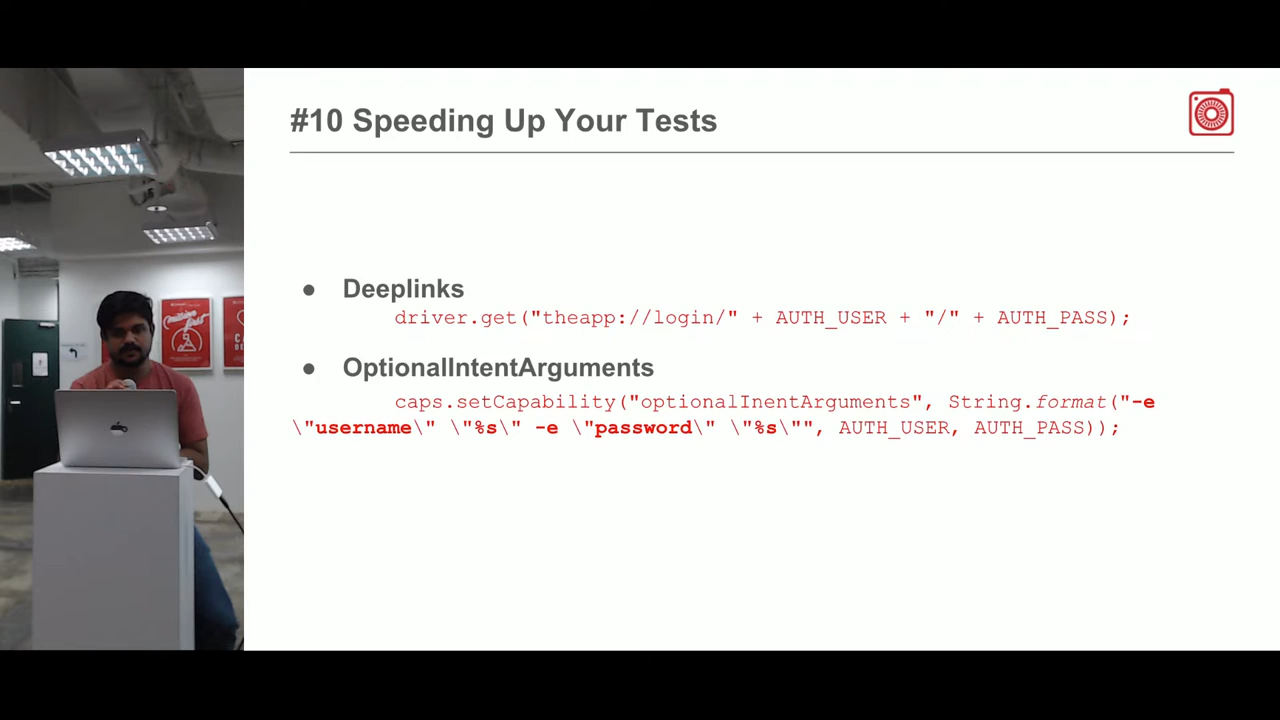 #10 Speeding Up Your Tests
● Deeplinks
driver.get("theapp://login/" + AUTH_USER + "/" + AUTH_PASS);
● OptionalIntentArguments
caps.setCapability("optionalInentArguments", String.format("-e
\"username\" \"%s\" -e \"password\" \"%s\"", AUTH_USER, AUTH_PASS));